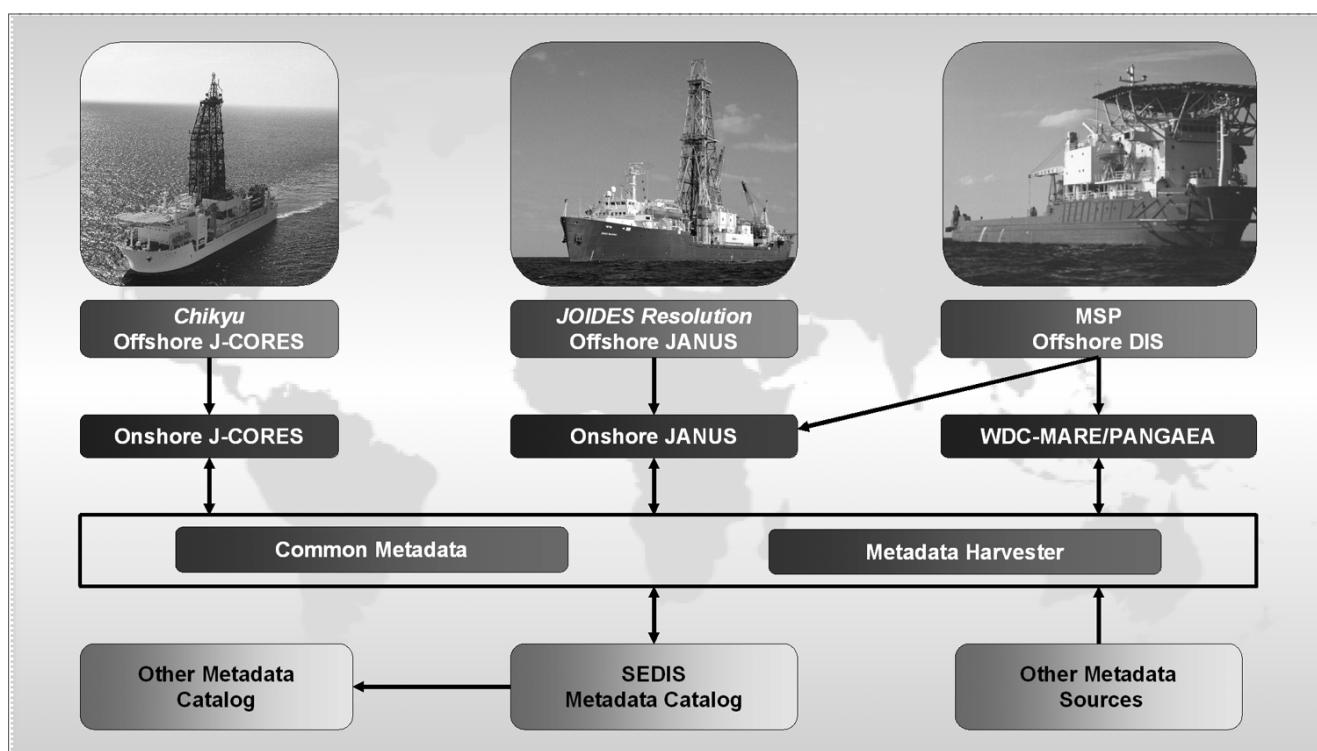 Chikyu
Offshore J-CORES
JOIDES Resolution
Offshore JANUS
MSP
Offshore DIS
Onshore J-CORES
Onshore JANUS
WDC-MARE/PANGAEA
Common Metadata
Metadata Harvester
Other Metadata
Catalog
SEDIS
Metadata Catalog
Other Metadata
Sources